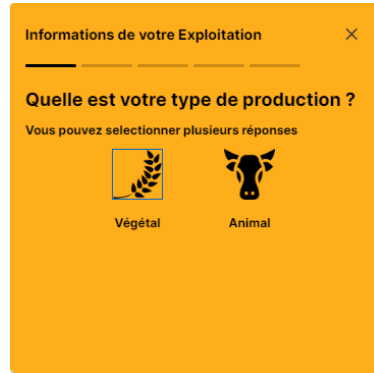 Informations de votre Exploitation
Quelle est votre type de production ?
Vous pouvez selectionner plusieurs réponses
Végétal Animal